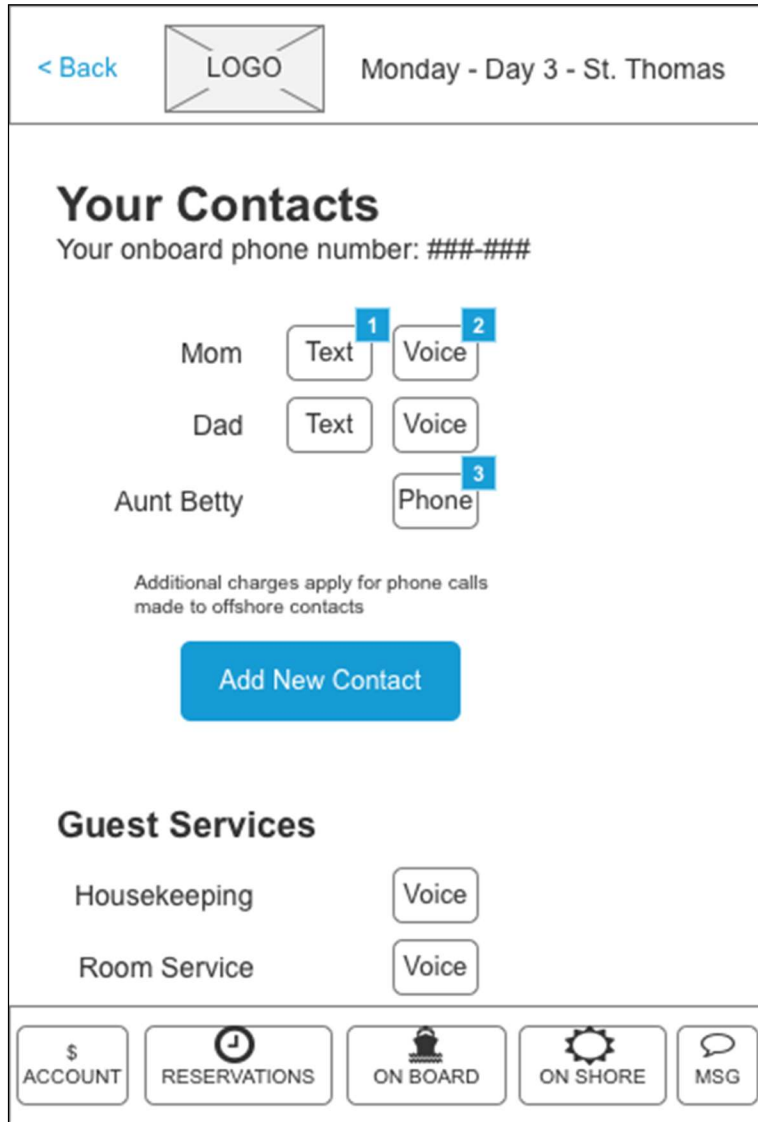 < Back LOGO Monday - Day 3 - St. Thomas
Your Contacts
Your onboard phone number: ###-###
1 2
Mom Text Voice
Dad Text Voice
3
Aunt Betty Phone
Additional charges apply for phone calls
made to offshore contacts
Add New Contact
Guest Services
Housekeeping Voice
Room Service Voice
$
ACCOUNT RESERVATIONS ON BOARD ON SHORE MSG